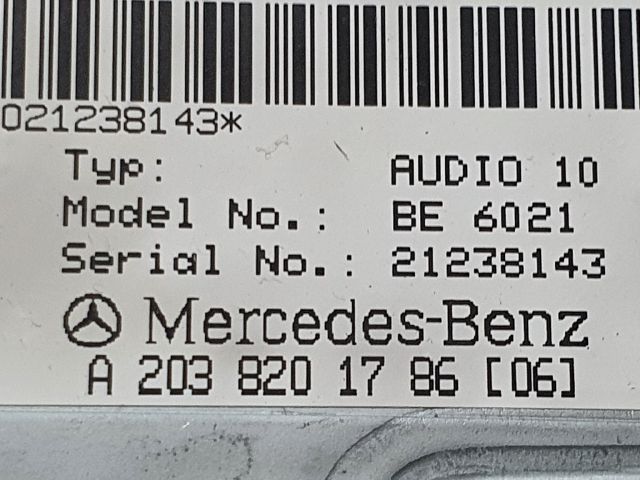 021238143*
Typ: AUDIO 10
Model No.: BE 6021
Serial No.: 21238143
Mercedes-Benz
A 203 820 17 86 [06]